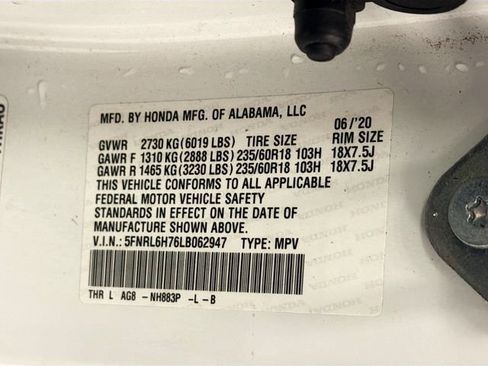 MFD. BY HONDA MFG. OF ALABAMA, LLC
06/'20
GVWR 2730 KG(6019 LBS) TIRE SIZE RIM SIZE
GAWR F 1310 KG(2888 LBS)235/60R18 103H 18X7.5J
GAWR R 1465 KG(3230 LBS)235/60R18 103H 18X7.5J
THIS VEHICLE CONFORMS TO ALL APPLICABLE
FEDERAL MOTOR VEHICLE SAFETY
STANDARDS IN EFFECT ON THE DATE OF
MANUFACTURE SHOWN ABOVE.
V.I.N.: 5FNRL6H76LB062947 TYPE: MPV
THR L AG8 -NH883P -L-B